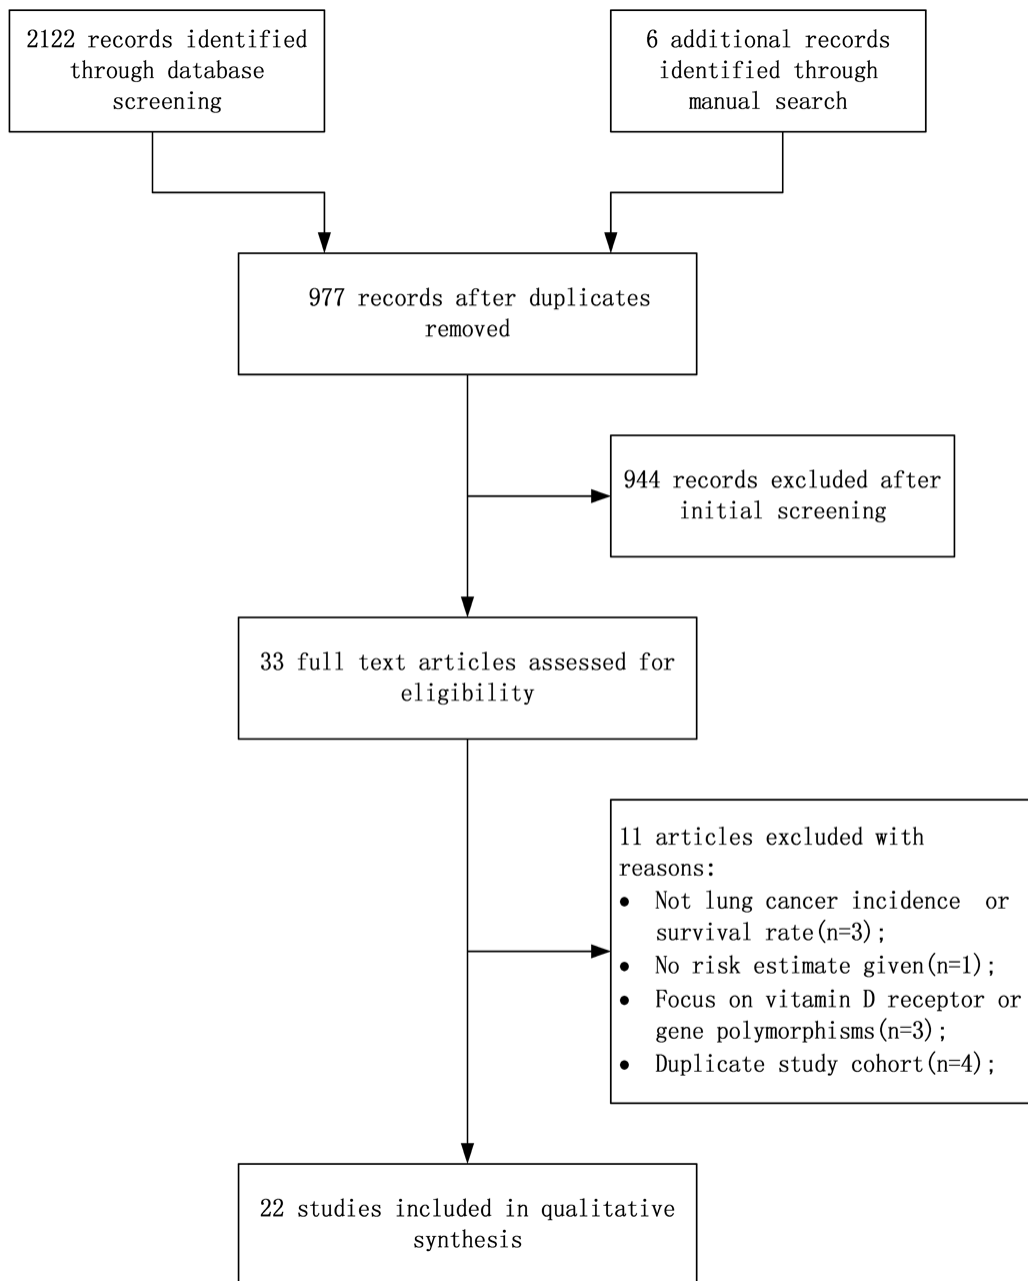 2122 records identified
through database
screening
6 additional records
identified through
manual search
977 records after duplicates
removed
944 records excluded after
initial screening
33 full text articles assessed for
eligibility
11 articles excluded with
reasons:
● Not lung cancer incidence  or
survival rate(n=3);
● No risk estimate given(n=1);
● Focus on vitamin D receptor or
gene polymorphisms(n=3);
● Duplicate study cohort(n=4);
22 studies included in qualitative
synthesis